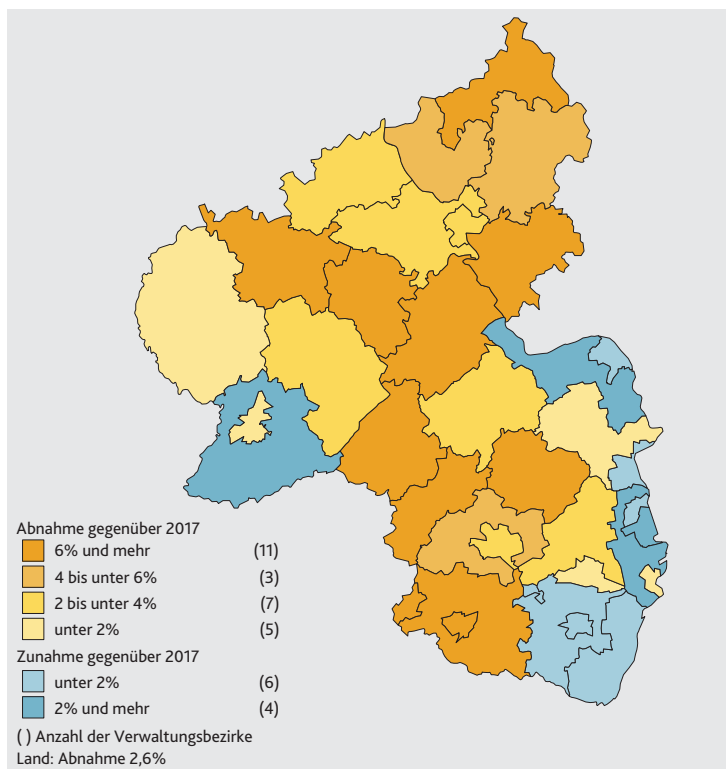 Abnahme gegenüber 2017
6% und mehr (11)
4 bis unter 6% (3)
2 bis unter 4% (7)
unter 2% (5)
Zunahme gegenüber 2017
unter 2% (6)
2% und mehr (4)
( ) Anzahl der Verwaltungsbezirke
Land: Abnahme 2,6%